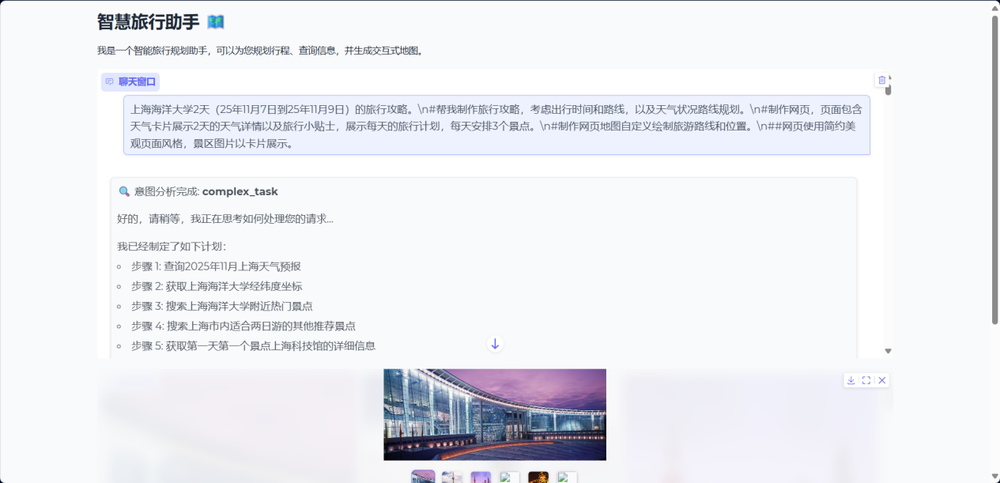 智慧旅行助手
我是一个智能旅行规划助手，可以为您规划行程、查询信息，并生成交互式地图。
聊天窗口
上海海洋大学2天（25年11月7日到25年11月9日）的旅行攻略。\n#帮我制作旅行攻略，考虑出行时间和路线，以及天气状况路线规划。\n#制作网页，页面包含
天气卡片展示2天的天气详情以及旅行小贴士，展示每天的旅行计划，每天安排3个景点。\n#制作网页地图自定义绘制旅游路线和位置。\n##网页使用简约美
观页面风格，景区图片以卡片展示。
意图分析完成: complex_task
好的，请稍等，我正在思考如何处理您的请求...
我已经制定了如下计划：
步骤 1: 查询2025年11月上海天气预报
步骤 2: 获取上海海洋大学经纬度坐标
步骤 3: 搜索上海海洋大学附近热门景点
步骤 4: 搜索上海市内适合两日游的其他推荐景点
步骤 5: 获取第一天第一个景点上海科技馆的详细信息